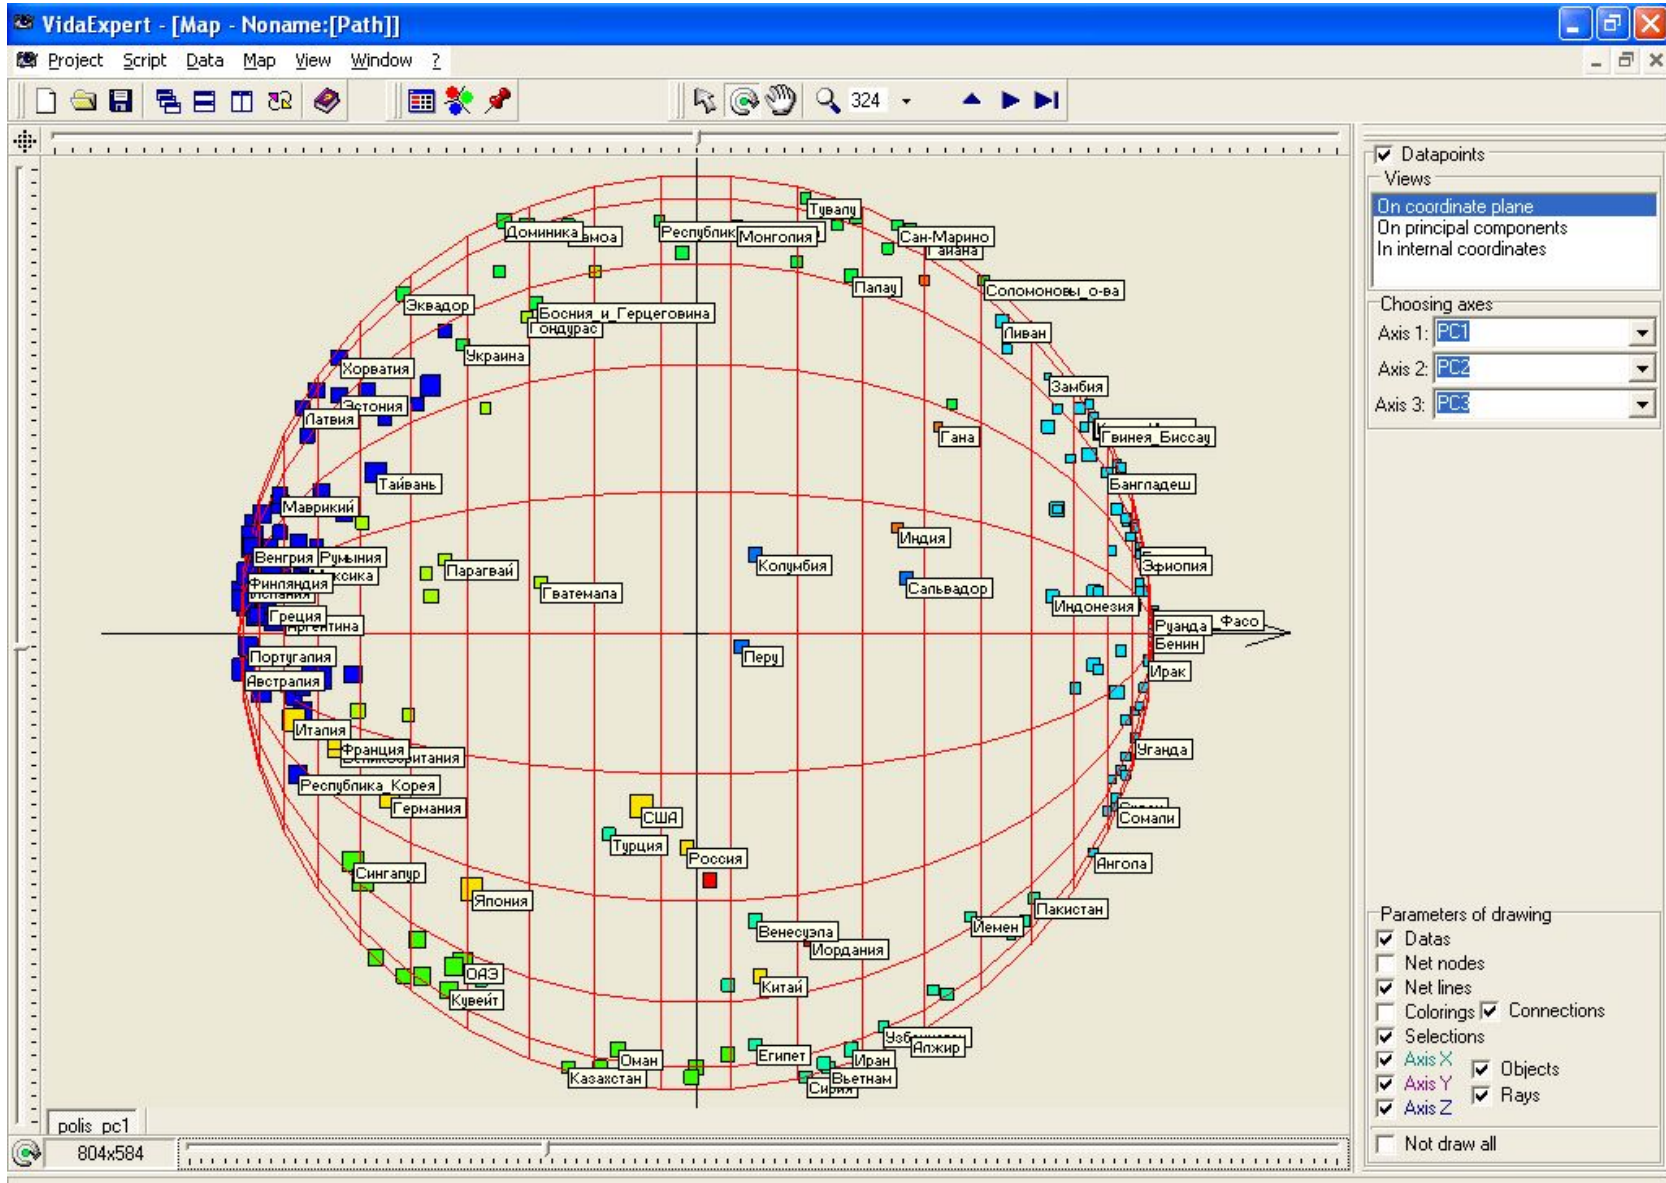 VidaExpert - [Map - Noname:[Path]]
Project Script Data Map View Window ?
324
Datapoints
Views
On coordinate plane
On principal components
In internal coordinates
Choosing axes
Axis 1: PC1
Axis 2: PC2
Axis 3: PC3
Тувалу
Доминика
Монголия
Сан-Марино
Гайана
Палау
Соломоновы_о-ва
Эквадор
Босния_и_Герцеговина
Гондурас
Ливан
Украина
Хорватия
Замбия
Эстония
Латвия
Гана
Гвинея_Биссау
Тайвань
Бангладеш
Маврикий
Индия
Венгрия
Румыния
Колумбия
Эфиопия
Парагвай
Финляндия
Гватемала
Сальвадор
Испания
Индонезия
Греция
Аргентина
Руанда
Фасо
Бенин
Португалия
Перу
Ирак
Австралия
Италия
Франция
Великобритания
Уганда
Республика_Корея
Германия
США
Сомали
Турция
Россия
Ангола
Сингапур
Япония
Пакистан
Венесуэла
Йемен
Иордания
ОАЭ
Китай
Кувейт
Алжир
Оман
Египет
Иран
Казахстан
Вьетнам
Сирия
Parameters of drawing
Datas
Net nodes
Net lines
Colorings Connections
Selections
Axis X
Objects
Axis Y
Rays
Axis Z
Not draw all
polis_pc1
804x584